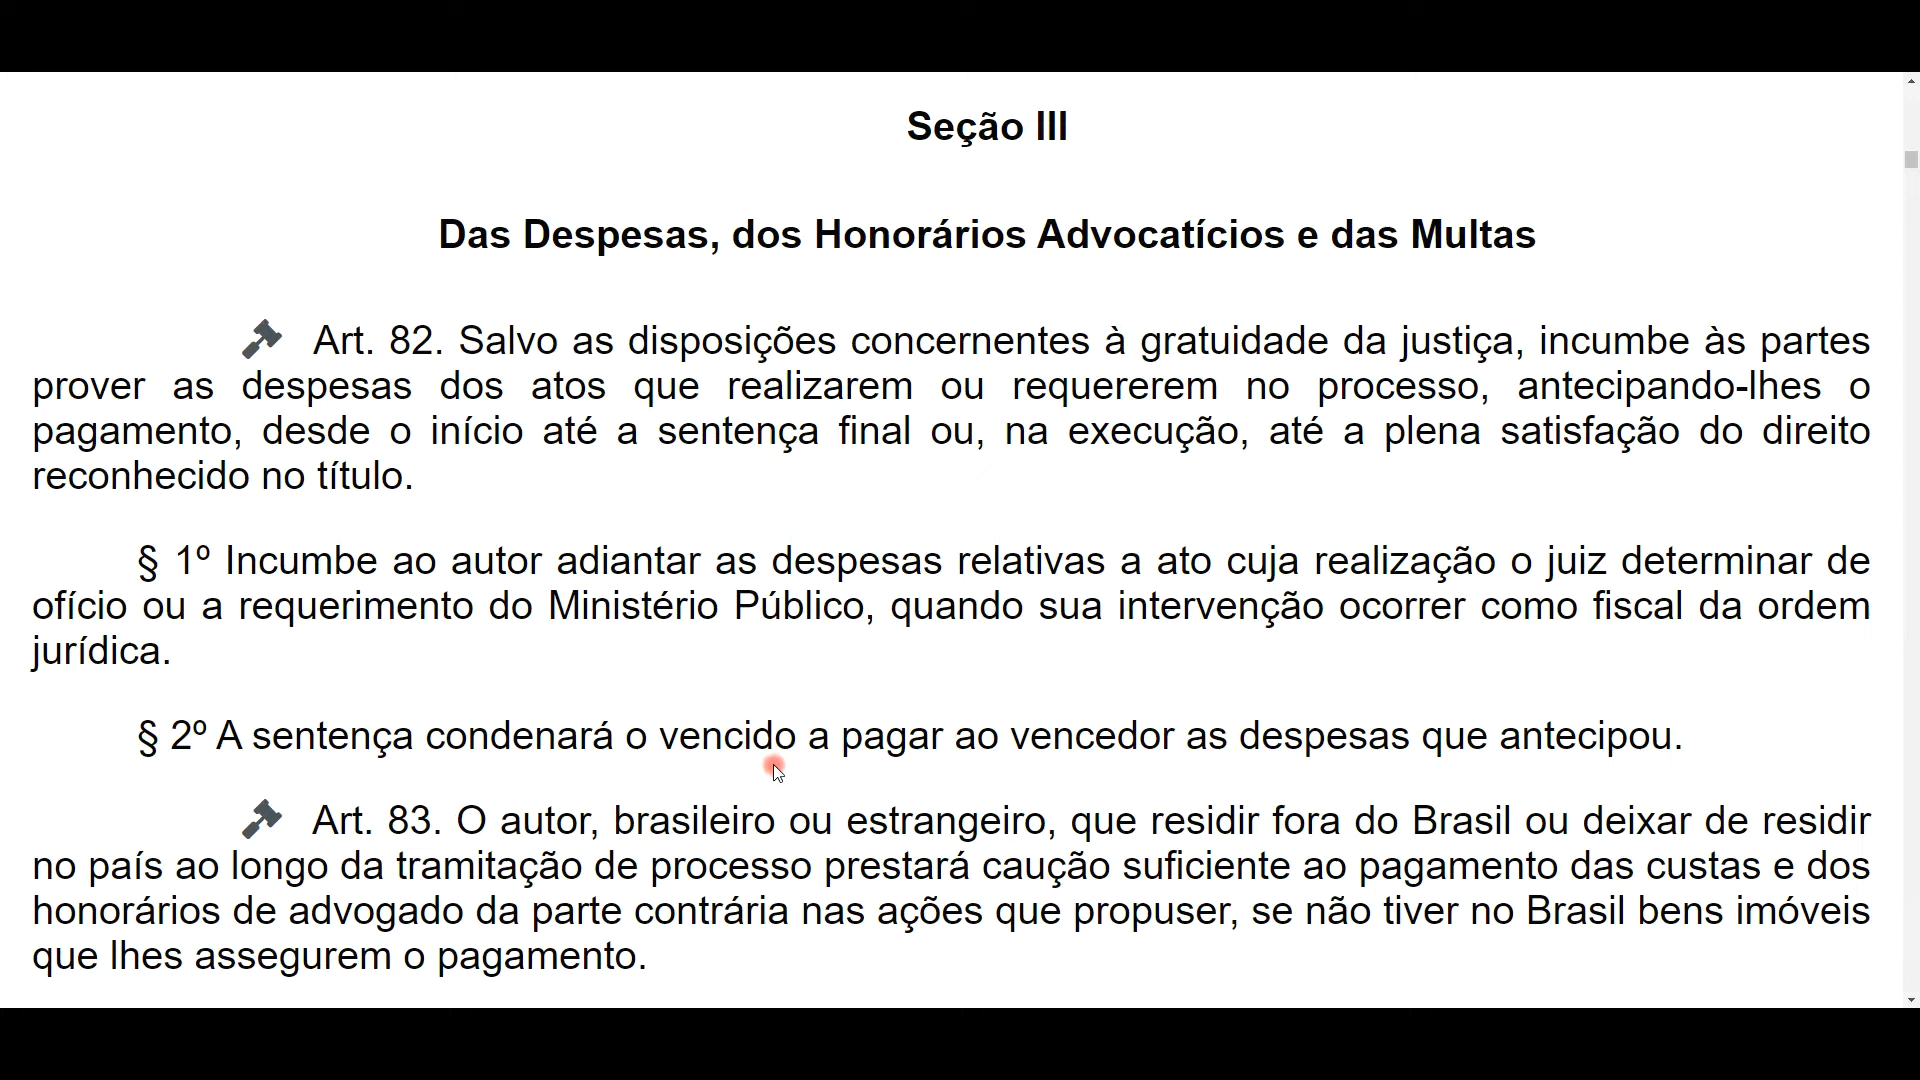 Seção III
Das Despesas, dos Honorários Advocatícios e das Multas
Art. 82. Salvo as disposições concernentes à gratuidade da justiça, incumbe às partes
prover as despesas dos atos que realizarem ou requererem no processo, antecipando-lhes o
pagamento, desde o início até a sentença final ou, na execução, até a plena satisfação do direito
reconhecido no título.
§ 1º Incumbe ao autor adiantar as despesas relativas a ato cuja realização o juiz determinar de
ofício ou a requerimento do Ministério Público, quando sua intervenção ocorrer como fiscal da ordem
jurídica.
§ 2º A sentença condenará o vencido a pagar ao vencedor as despesas que antecipou.
Art. 83. O autor, brasileiro ou estrangeiro, que residir fora do Brasil ou deixar de residir
no país ao longo da tramitação de processo prestará caução suficiente ao pagamento das custas e dos
honorários de advogado da parte contrária nas ações que propuser, se não tiver no Brasil bens imóveis
que lhes assegurem o pagamento.